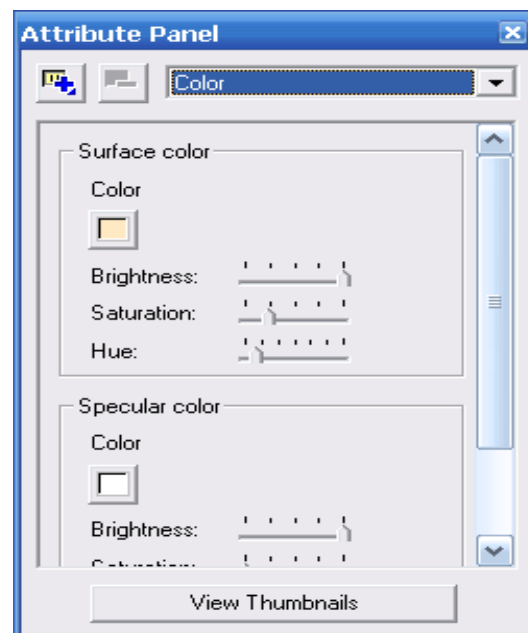 Attribute Panel
Color
Surface color
Color
Brightness:
Saturation:
Hue:
Specular color
Color
Brightness:
View Thumbnails